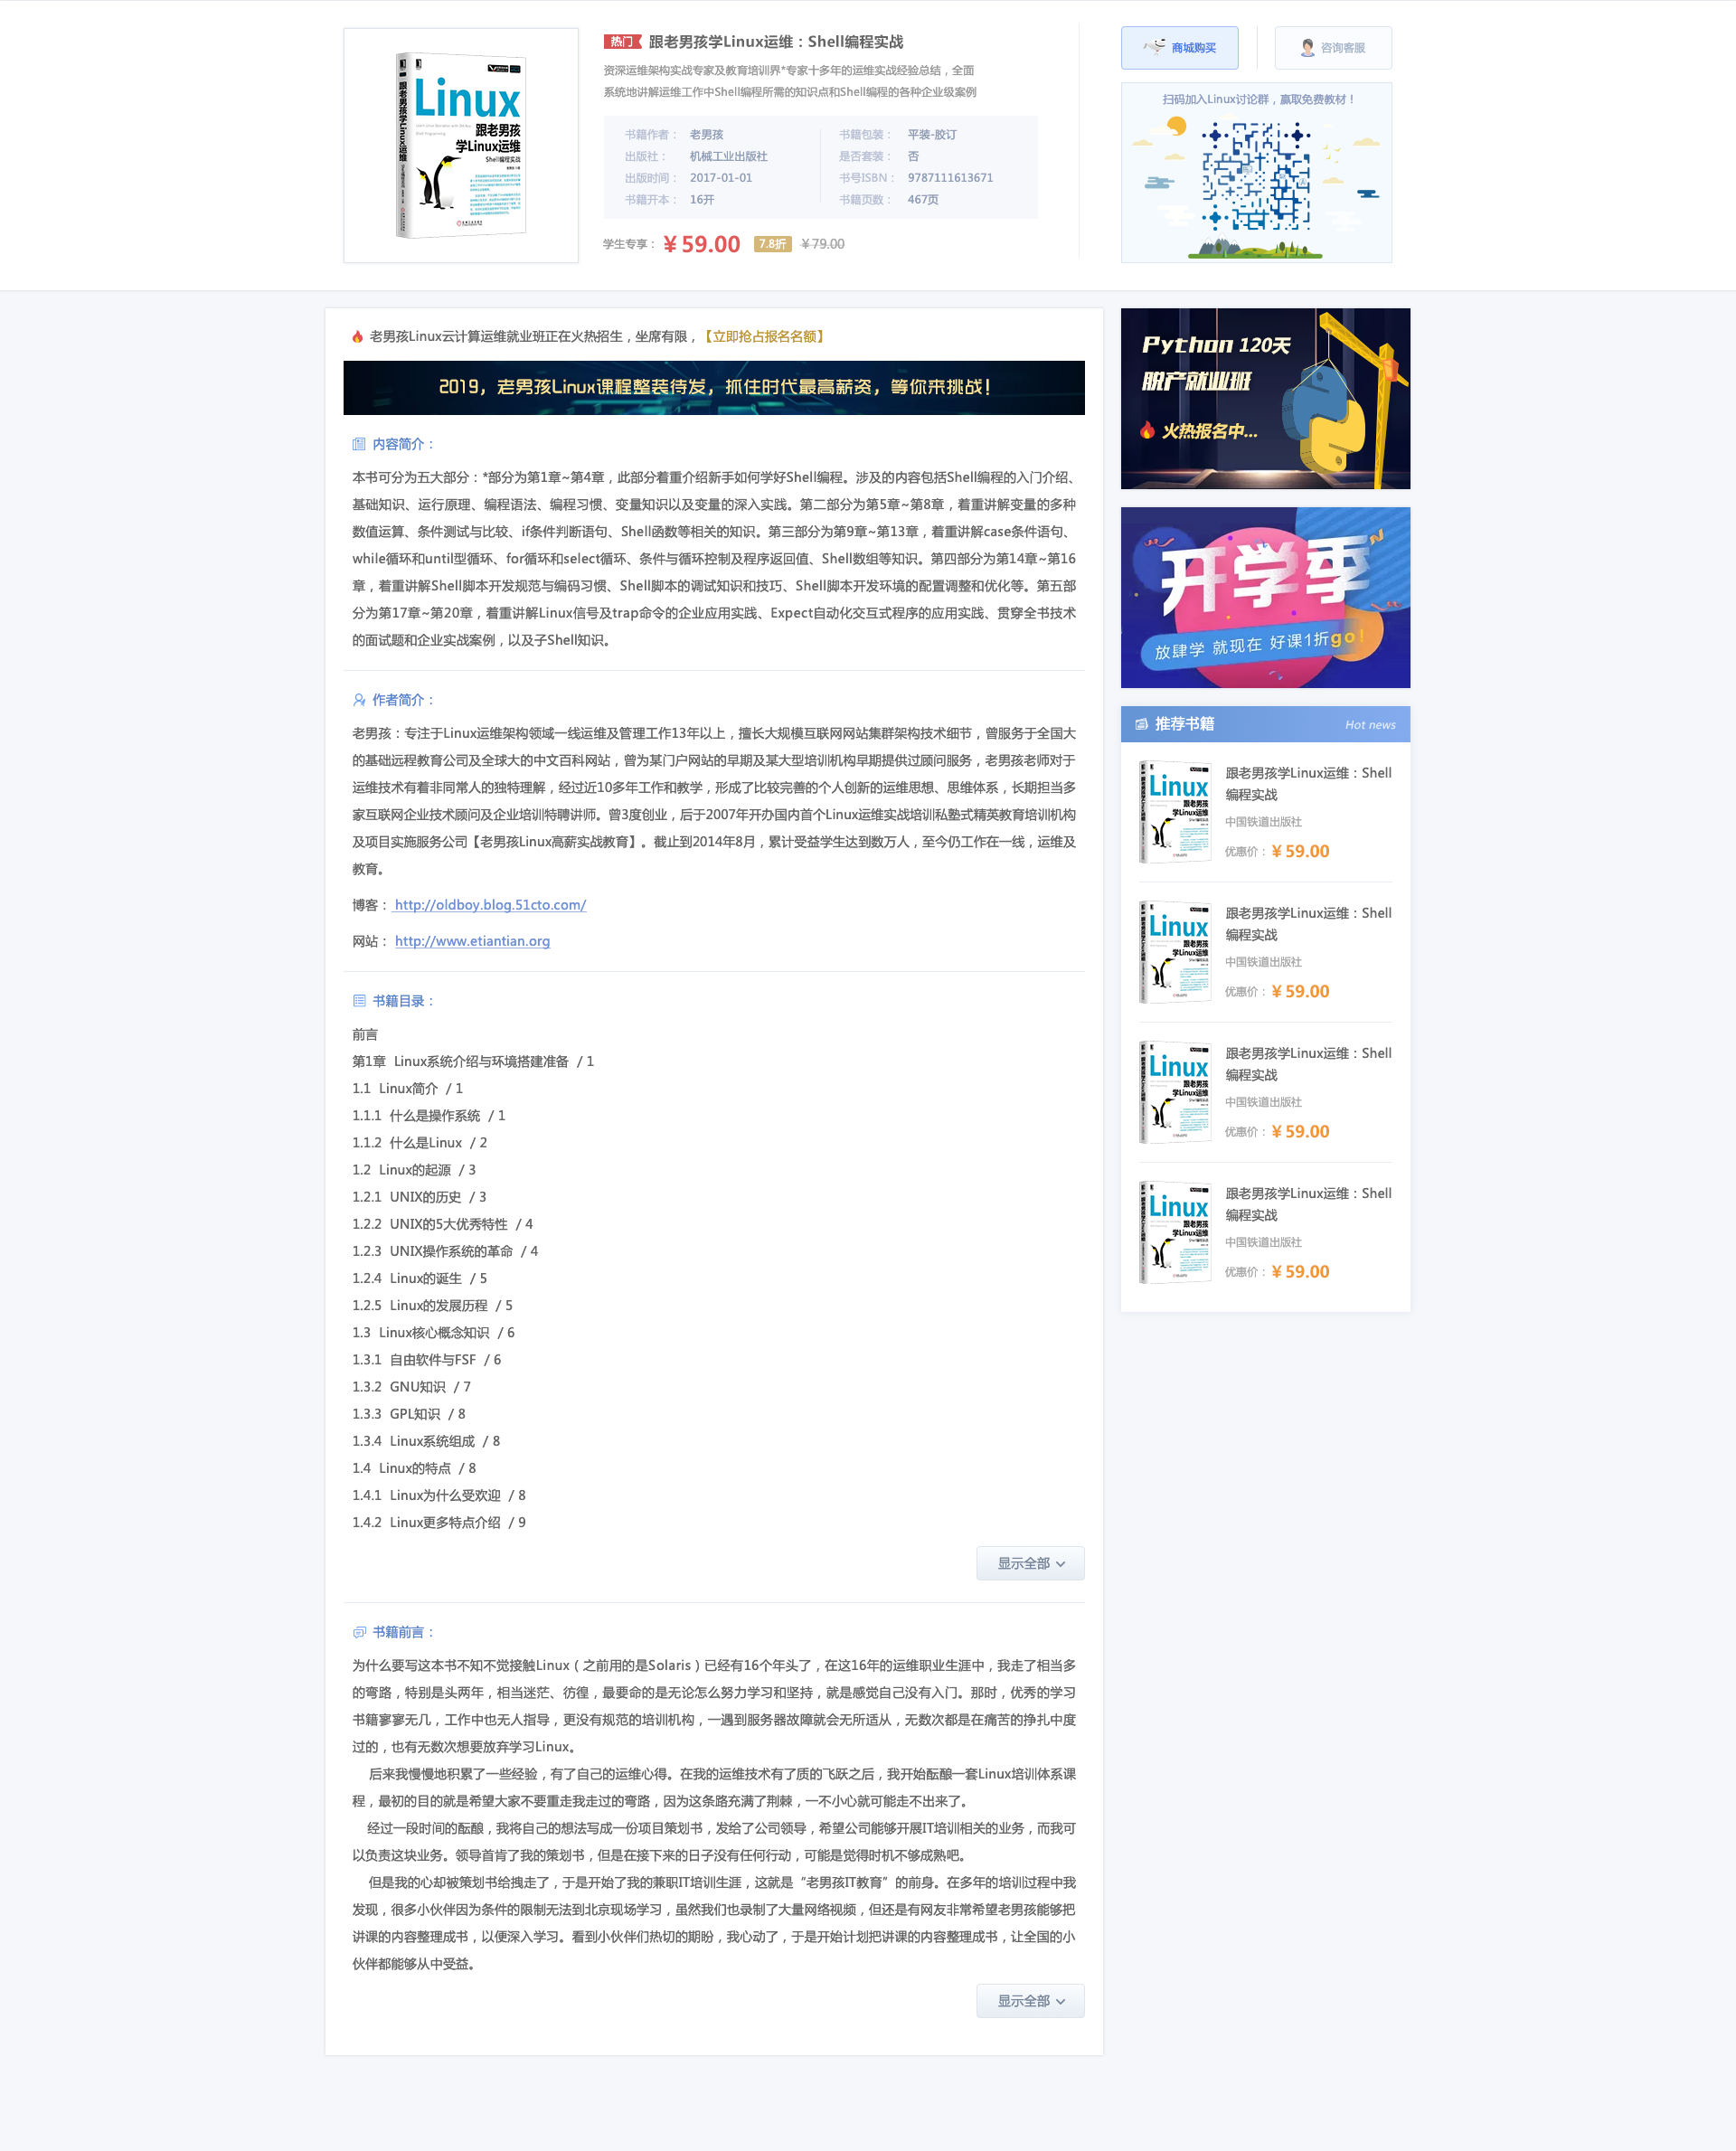 热门 跟老男孩学Linux运维：Shell编程实战
资深运维架构实战专家及教育培训界*专家十多年的运维实战经验总结，全面
系统地讲解运维工作中Shell编程所需的知识点和Shell编程的各种企业级案例
书籍作者： 老男孩
出版社： 机械工业出版社
出版时间： 2017-01-01
书籍开本： 16开
书籍包装： 平装-胶订
是否套装： 否
书号ISBN： 9787111613671
书籍页数： 467页
学生专享： ¥59.00 7.8折 ¥79.00
Linux
跟老男孩
学Linux运维
Shell编程实战
跟老男孩学Linux运维
商城购买
咨询客服
扫码加入Linux讨论群，赢取免费教材！
老男孩Linux云计算运维就业班正在火热招生，坐席有限，【立即抢占报名名额】
2019，老男孩Linux课程整装待发，抓住时代最高薪资，等你来挑战！
内容简介：
本书可分为五大部分：*部分为第1章~第4章，此部分着重介绍新手如何学好Shell编程。涉及的内容包括Shell编程的入门介绍、
基础知识、运行原理、编程语法、编程习惯、变量知识以及变量的深入实践。第二部分为第5章~第8章，着重讲解变量的多种
数值运算、条件测试与比较、if条件判断语句、Shell函数等相关的知识。第三部分为第9章~第13章，着重讲解case条件语句、
while循环和until型循环、for循环和select循环、条件与循环控制及程序返回值、Shell数组等知识。第四部分为第14章~第16
章，着重讲解Shell脚本开发规范与编码习惯、Shell脚本的调试知识和技巧、Shell脚本开发环境的配置调整和优化等。第五部
分为第17章~第20章，着重讲解Linux信号及trap命令的企业应用实践、Expect自动化交互式程序的应用实践、贯穿全书技术
的面试题和企业实战案例，以及子Shell知识。
作者简介：
老男孩：专注于Linux运维架构领域一线运维及管理工作13年以上，擅长大规模互联网网站集群架构技术细节，曾服务于全国大
的基础远程教育公司及全球大的中文百科网站，曾为某门户网站的早期及某大型培训机构早期提供过顾问服务，老男孩老师对于
运维技术有着非同常人的独特理解，经过近10多年工作和教学，形成了比较完善的个人创新的运维思想、思维体系，长期担当多
家互联网企业技术顾问及企业培训特聘讲师。曾3度创业，后于2007年开办国内首个Linux运维实战培训私塾式精英教育培训机构
及项目实施服务公司【老男孩Linux高薪实战教育】。截止到2014年8月，累计受益学生达到数万人，至今仍工作在一线，运维及
教育。
博客： http://oldboy.blog.51cto.com/
网站： http://www.etiantian.org
书籍目录：
前言
第1章 Linux系统介绍与环境搭建准备 / 1
1.1 Linux简介 / 1
1.1.1 什么是操作系统 / 1
1.1.2 什么是Linux / 2
1.2 Linux的起源 / 3
1.2.1 UNIX的历史 / 3
1.2.2 UNIX的5大优秀特性 / 4
1.2.3 UNIX操作系统的革命 / 4
1.2.4 Linux的诞生 / 5
1.2.5 Linux的发展历程 / 5
1.3 Linux核心概念知识 / 6
1.3.1 自由软件与FSF / 6
1.3.2 GNU知识 / 7
1.3.3 GPL知识 / 8
1.3.4 Linux系统组成 / 8
1.4 Linux的特点 / 8
1.4.1 Linux为什么受欢迎 / 8
1.4.2 Linux更多特点介绍 / 9
显示全部
书籍前言：
为什么要写这本书不知不觉接触Linux（之前用的是Solaris）已经有16个年头了，在这16年的运维职业生涯中，我走了相当多
的弯路，特别是头两年，相当迷茫、彷徨，最要命的是无论怎么努力学习和坚持，就是感觉自己没有入门。那时，优秀的学习
书籍寥寥无几，工作中也无人指导，更没有规范的培训机构，一遇到服务器故障就会无所适从，无数次都是在痛苦的挣扎中度
过的，也有无数次想要放弃学习Linux。
后来我慢慢地积累了一些经验，有了自己的运维心得。在我的运维技术有了质的飞跃之后，我开始酝酿一套Linux培训体系课
程，最初的目的就是希望大家不要重走我走过的弯路，因为这条路充满了荆棘，一不小心就可能走不出来了。
经过一段时间的酝酿，我将自己的想法写成一份项目策划书，发给了公司领导，希望公司能够开展IT培训相关的业务，而我可
以负责这块业务。领导首肯了我的策划书，但是在接下来的日子没有任何行动，可能是觉得时机不够成熟吧。
但是我的心却被策划书给拽走了，于是开始了我的兼职IT培训生涯，这就是“老男孩IT教育”的前身。在多年的培训过程中我
发现，很多小伙伴因为条件的限制无法到北京现场学习，虽然我们也录制了大量网络视频，但还是有网友非常希望老男孩能够把
讲课的内容整理成书，以便深入学习。看到小伙伴们热切的期盼，我心动了，于是开始计划把讲课的内容整理成书，让全国的小
伙伴都能够从中受益。
显示全部
Python 120天
脱产就业班
火热报名中...
开学季
放肆学 就现在 好课1折go！
推荐书籍 Hot news
Linux
跟老男孩
学Linux运维
跟老男孩学Linux运维：Shell
编程实战
中国铁道出版社
优惠价： ¥59.00
Linux
跟老男孩
学Linux运维
跟老男孩学Linux运维：Shell
编程实战
中国铁道出版社
优惠价： ¥59.00
Linux
跟老男孩
学Linux运维
跟老男孩学Linux运维：Shell
编程实战
中国铁道出版社
优惠价： ¥59.00
Linux
跟老男孩
学Linux运维
跟老男孩学Linux运维：Shell
编程实战
中国铁道出版社
优惠价： ¥59.00